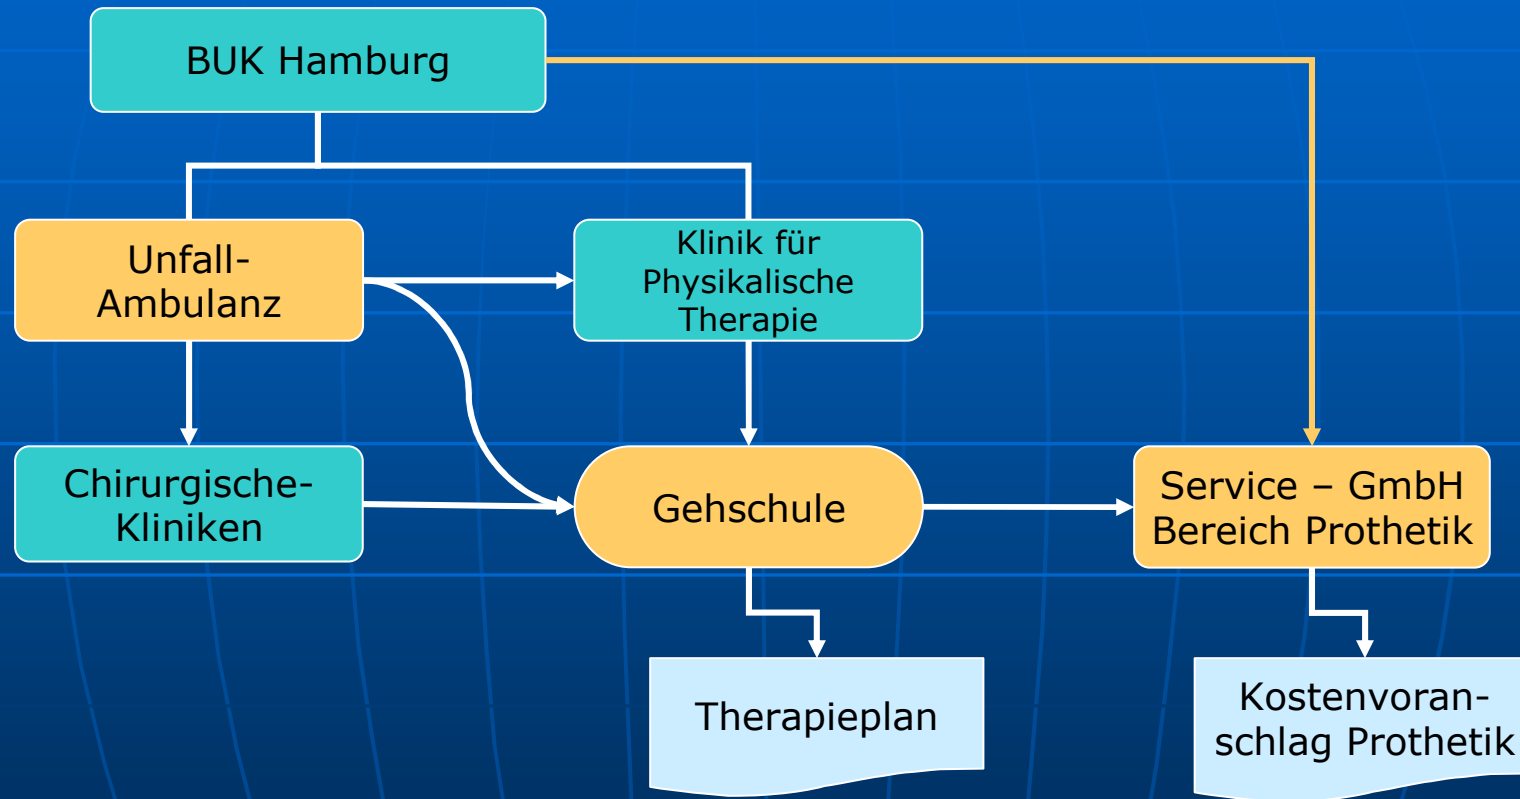 BUK Hamburg
Unfall-
Ambulanz
Klinik für
Physikalische
Therapie
Chirurgische-
Kliniken
Gehschule
Service – GmbH
Bereich Prothetik
Therapieplan
Kostenvoran-
schlag Prothetik